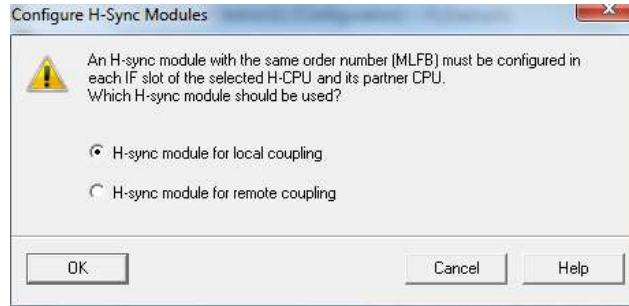 Configure H-Sync Modules
An H-sync module with the same order number (MLFB) must be configured in
each IF slot of the selected H-CPU and its partner CPU.
Which H-sync module should be used?
H-sync module for local coupling
H-sync module for remote coupling
OK Cancel Help